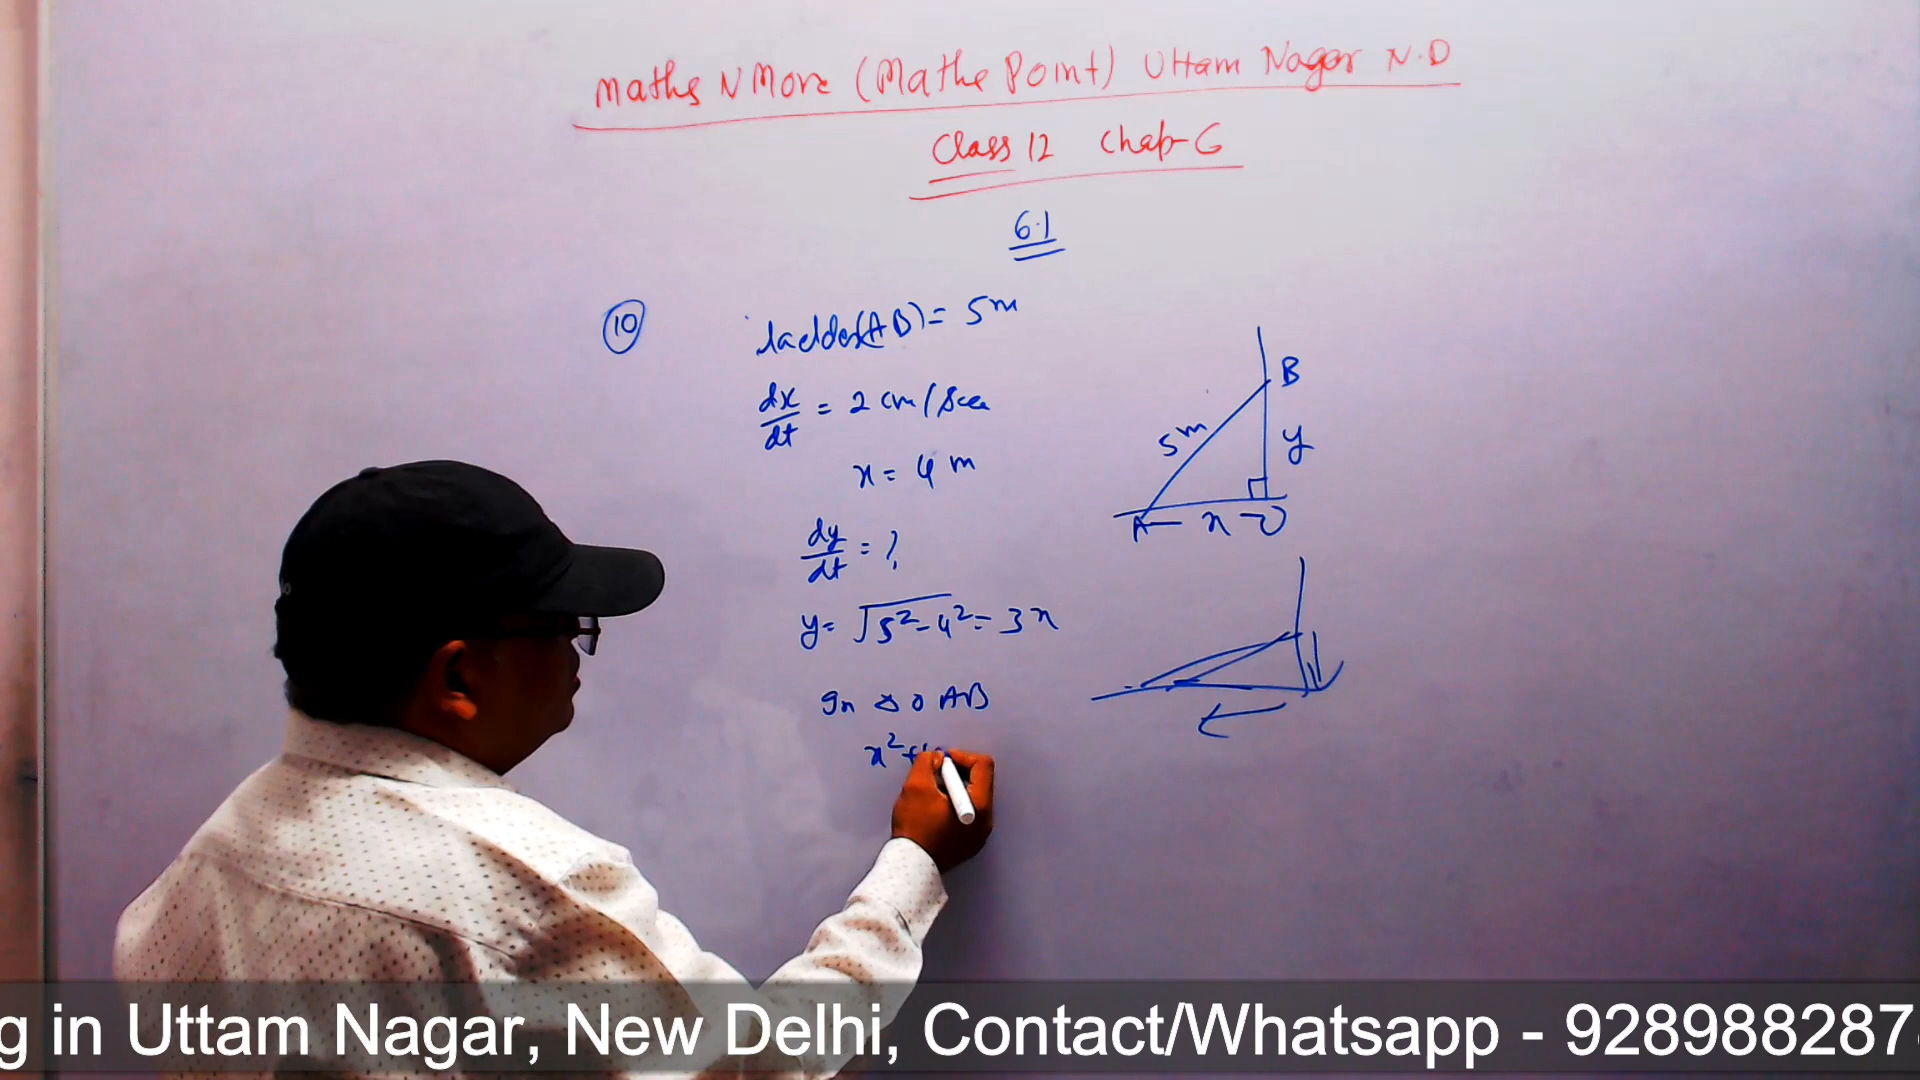 Maths N More (Maths Point) Uttam Nagar N.D
Class 12 Chap-6
6.1
10
ladder(AB) = 5m
dx/dt = 2 cm/sec
x = 4 m
dy/dt = ?
y = √5²-4² = 3 m
In △OAB
x² +
B
5m
y
A x O
g in Uttam Nagar, New Delhi, Contact/Whatsapp - 928988287